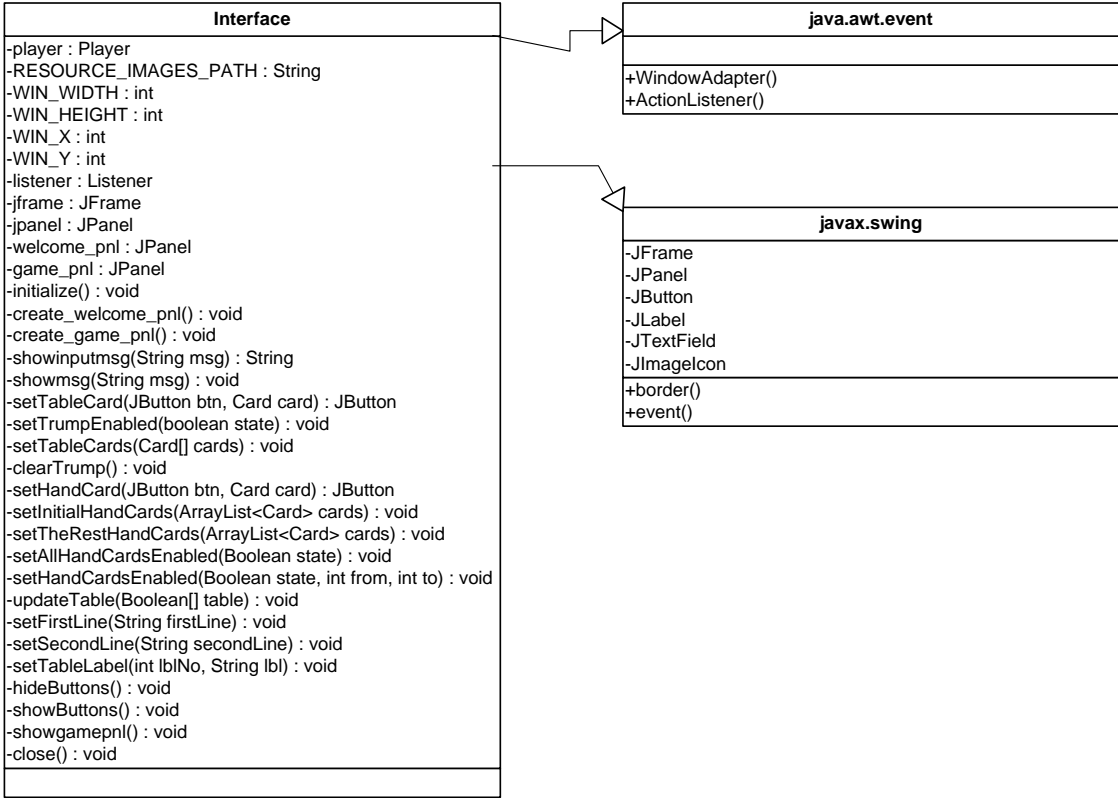 Interface
-player : Player
-RESOURCE_IMAGES_PATH : String
-WIN_WIDTH : int
-WIN_HEIGHT : int
-WIN_X : int
-WIN_Y : int
-listener : Listener
-jframe : JFrame
-jpanel : JPanel
-welcome_pnl : JPanel
-game_pnl : JPanel
-initialize() : void
-create_welcome_pnl() : void
-create_game_pnl() : void
-showinputmsg(String msg) : String
-showmsg(String msg) : void
-setTableCard(JButton btn, Card card) : JButton
-setTrumpEnabled(boolean state) : void
-setTableCards(Card[] cards) : void
-clearTrump() : void
-setHandCard(JButton btn, Card card) : JButton
-setInitialHandCards(ArrayList<Card> cards) : void
-setTheRestHandCards(ArrayList<Card> cards) : void
-setAllHandCardsEnabled(Boolean state) : void
-setHandCardsEnabled(Boolean state, int from, int to) : void
-updateTable(Boolean[] table) : void
-setFirstLine(String firstLine) : void
-setSecondLine(String secondLine) : void
-setTableLabel(int lblNo, String lbl) : void
-hideButtons() : void
-showButtons() : void
-showgamepnl() : void
-close() : void
java.awt.event
+WindowAdapter()
+ActionListener()
javax.swing
-JFrame
-JPanel
-JButton
-JLabel
-JTextField
-JImageIcon
+border()
+event()